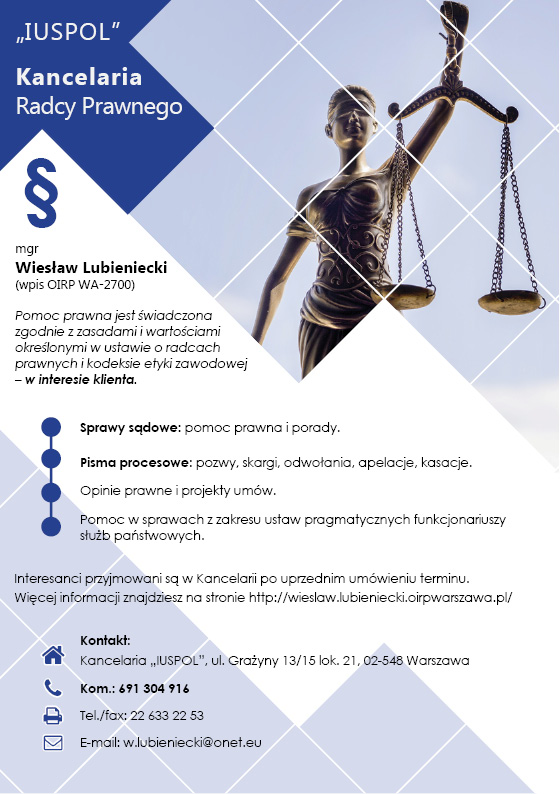 „IUSPOL”
Kancelaria
Radcy Prawnego
§
mgr
Wiesław Lubieniecki
(wpis OIRP WA-2700)
Pomoc prawna jest świadczona
zgodnie z zasadami i wartościami
określonymi w ustawie o radcach
prawnych i kodeksie etyki zawodowej
– w interesie klienta.
Sprawy sądowe: pomoc prawna i porady.
Pisma procesowe: pozwy, skargi, odwołania, apelacje, kasacje.
Opinie prawne i projekty umów.
Pomoc w sprawach z zakresu ustaw pragmatycznych funkcjonariuszy
służb państwowych.
Interesanci przyjmowani są w Kancelarii po uprzednim umówieniu terminu.
Więcej informacji znajdziesz na stronie http://wieslaw.lubieniecki.oirpwarszawa.pl/
Kontakt:
Kancelaria „IUSPOL”, ul. Grażyny 13/15 lok. 21, 02-548 Warszawa
Kom.: 691 304 916
Tel./fax: 22 633 22 53
E-mail: w.lubieniecki@onet.eu